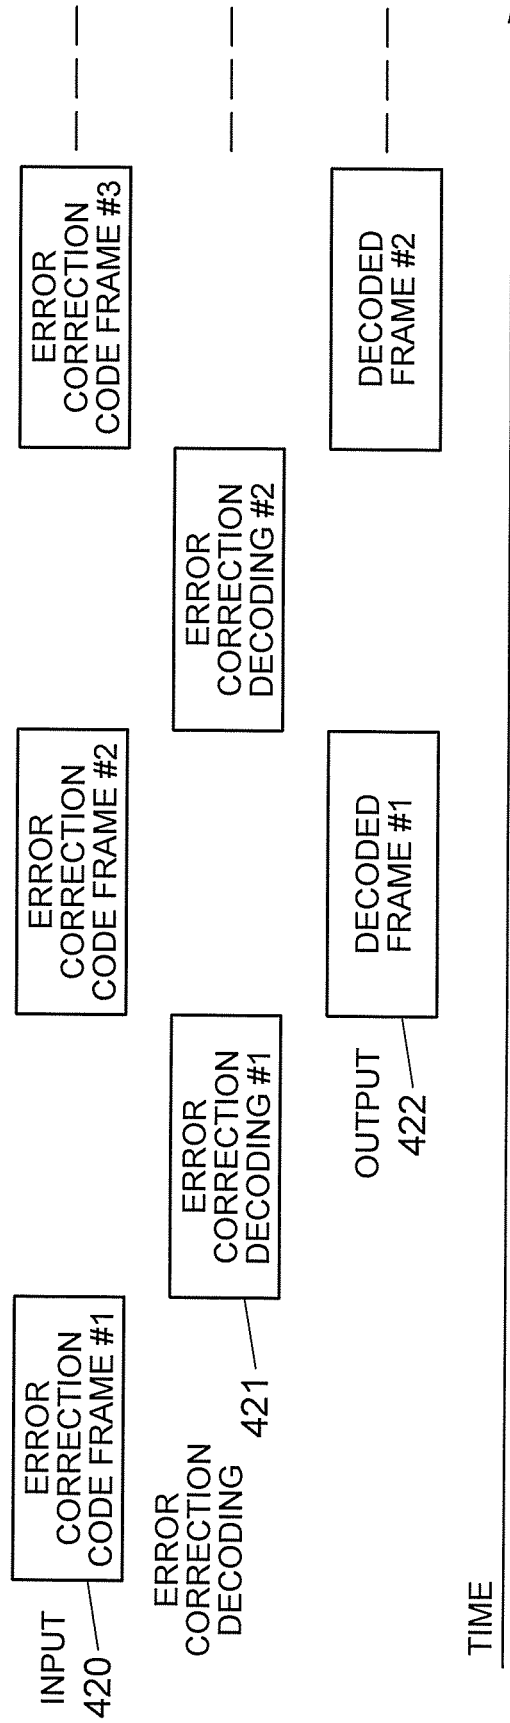 INPUT
420
ERROR
CORRECTION
CODE FRAME #1
ERROR
CORRECTION
CODE FRAME #2
ERROR
CORRECTION
CODE FRAME #3
ERROR
CORRECTION
DECODING
421
ERROR
CORRECTION
DECODING #1
ERROR
CORRECTION
DECODING #2
OUTPUT
422
DECODED
FRAME #1
DECODED
FRAME #2
TIME